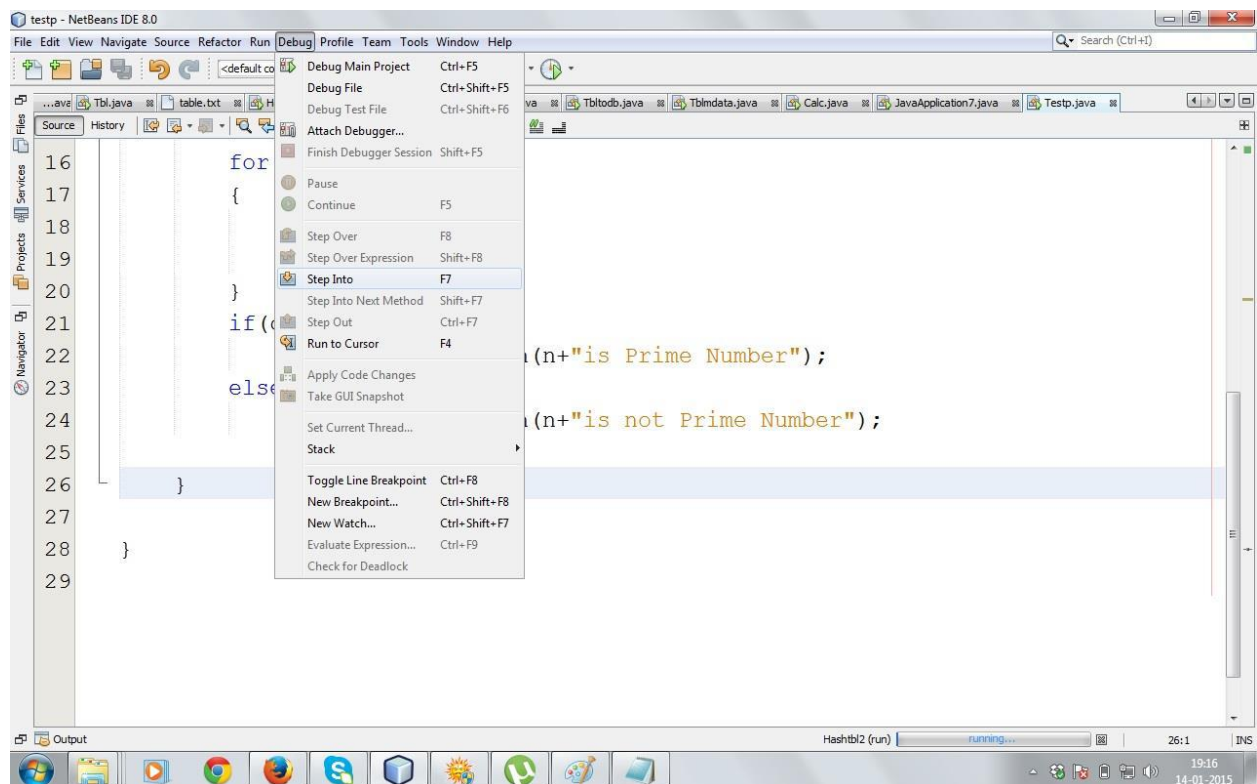 testp - NetBeans IDE 8.0
File Edit View Navigate Source Refactor Run Debug Profile Team Tools Window Help
Search (Ctrl+I)
<default co
...ave Tbl.java table.txt H
va Tbltodb.java Tblmdata.java Calc.java JavaApplication7.java Testp.java
Source History
Files
Services
Projects
Navigator
Debug Main Project Ctrl+F5
Debug File Ctrl+Shift+F5
Debug Test File Ctrl+Shift+F6
Attach Debugger...
Finish Debugger Session Shift+F5
Pause
Continue F5
Step Over F8
Step Over Expression Shift+F8
Step Into F7
Step Into Next Method Shift+F7
Step Out Ctrl+F7
Run to Cursor F4
Apply Code Changes
Take GUI Snapshot
Set Current Thread...
Stack
Toggle Line Breakpoint Ctrl+F8
New Breakpoint... Ctrl+Shift+F8
New Watch... Ctrl+Shift+F7
Evaluate Expression... Ctrl+F9
Check for Deadlock
16 for
17 {
18
19
20 }
21 if(
22 (n+"is Prime Number");
23 else
24 (n+"is not Prime Number");
25
26 }
27
28 }
29
Output
Hashtbl2 (run) running...
26:1 INS
19:16
14-01-2015